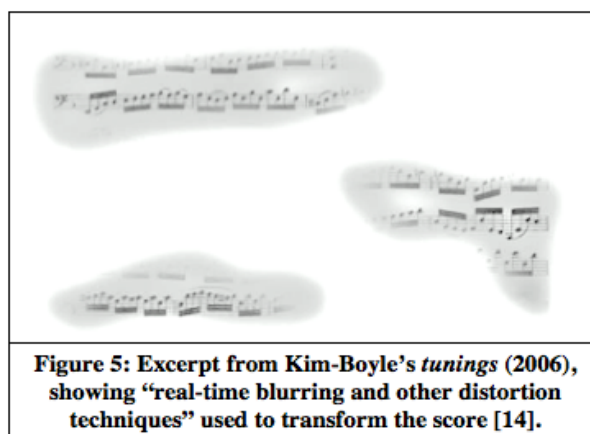 Figure 5: Excerpt from Kim-Boyle's tunings (2006),
showing “real-time blurring and other distortion
techniques” used to transform the score [14].